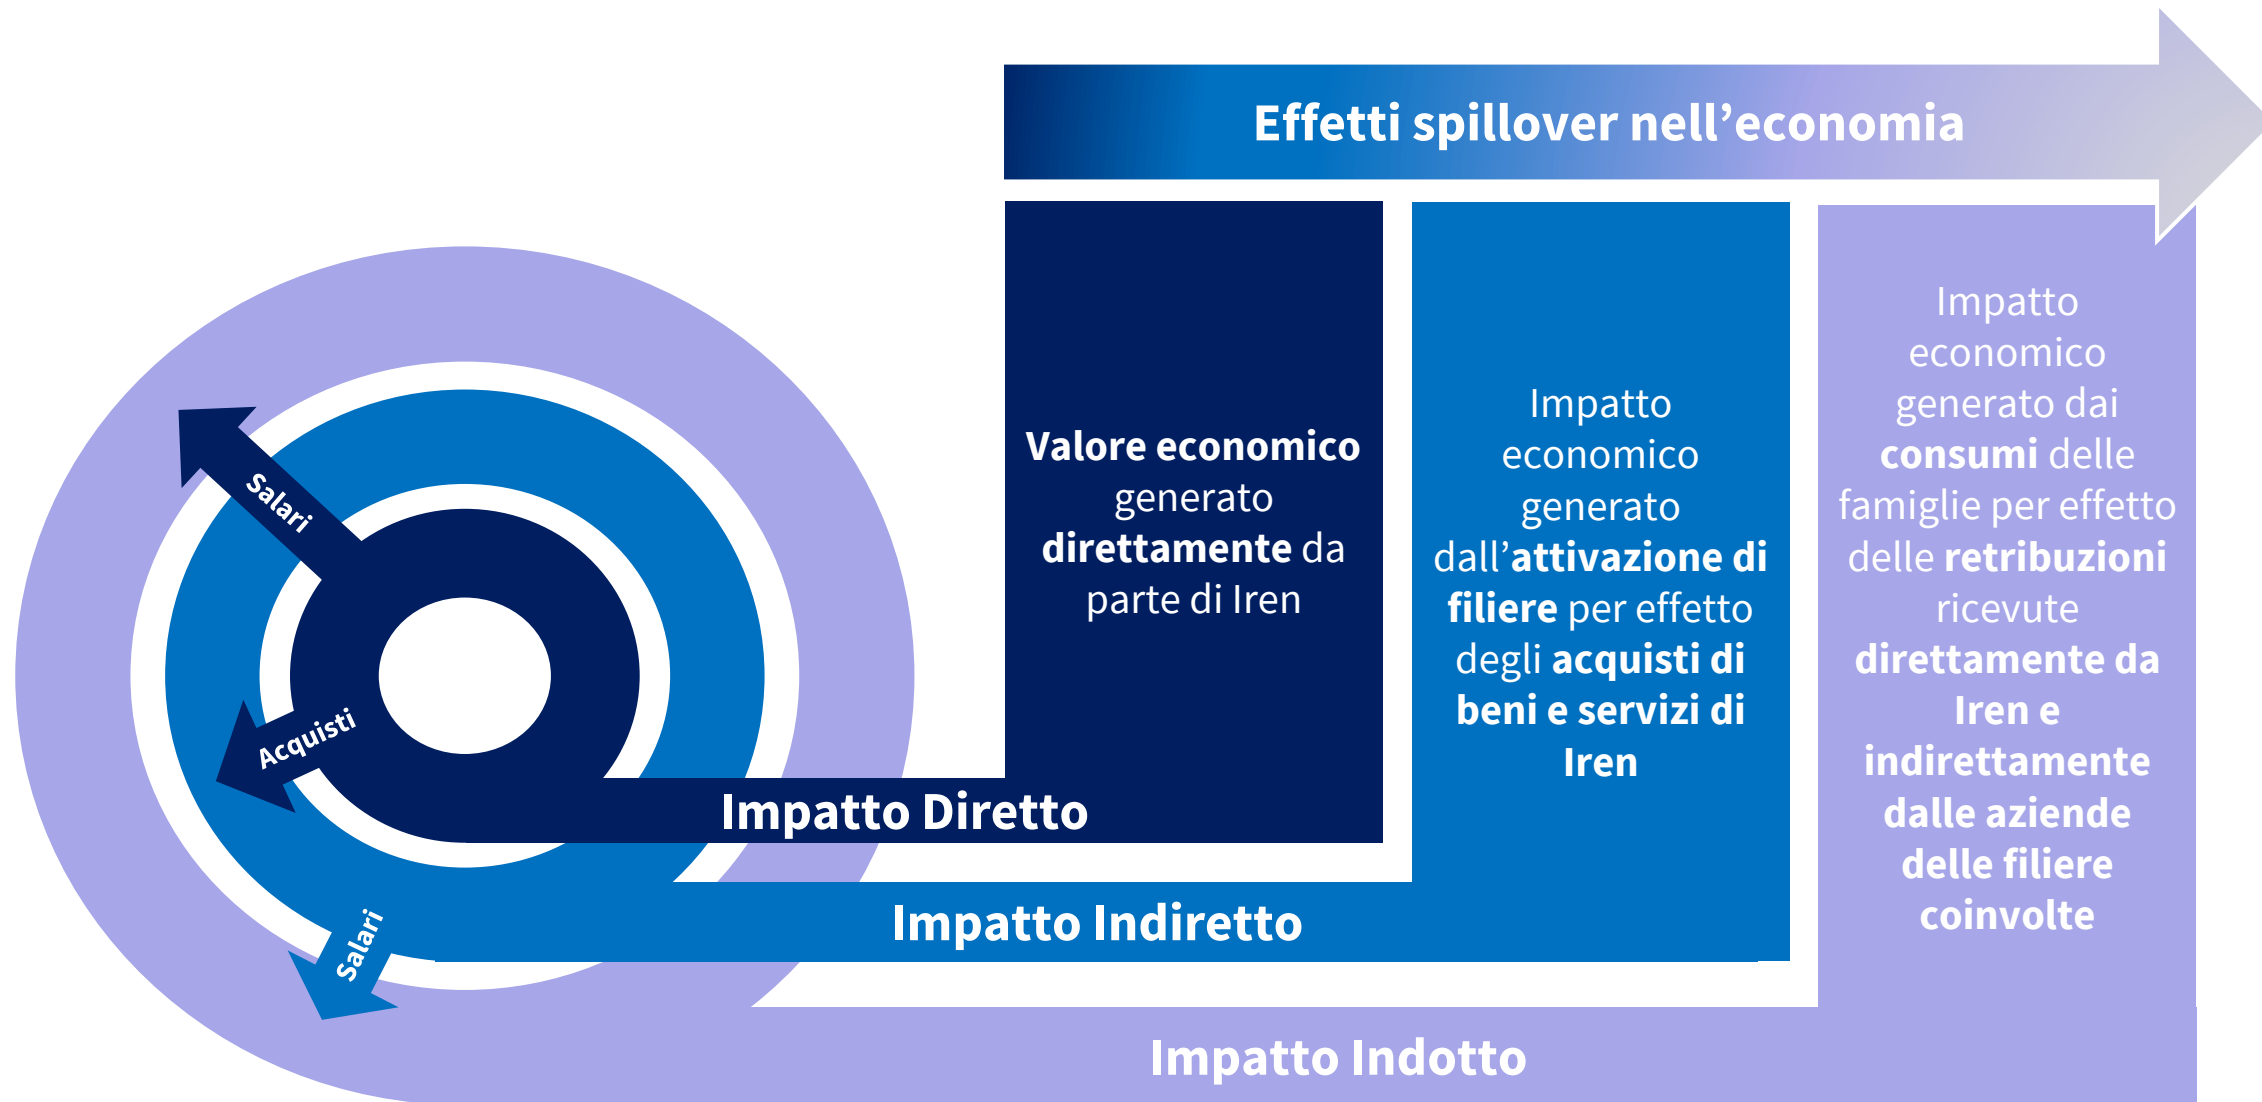 Effetti spillover nell’economia
Valore economico
generato
direttamente da
parte di Iren
Impatto
economico
generato
dall’attivazione di
filiere per effetto
degli acquisti di
beni e servizi di
Iren
Impatto
economico
generato dai
consumi delle
famiglie per effetto
delle retribuzioni
ricevute
direttamente da
Iren e
indirettamente
dalle aziende
delle filiere
coinvolte
Salari
Acquisti
Salari
Impatto Diretto
Impatto Indiretto
Impatto Indotto